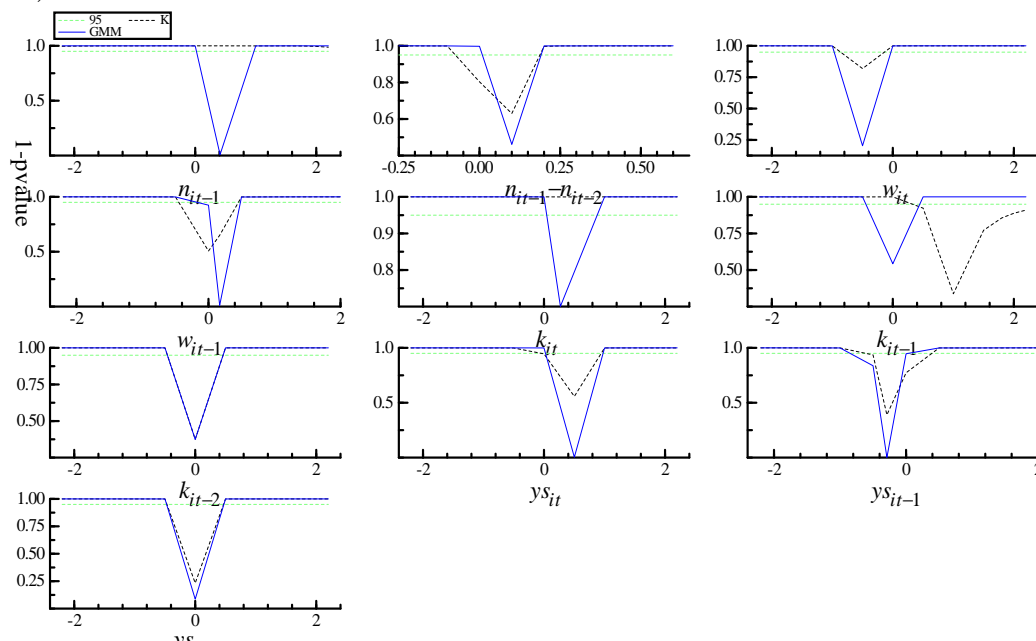 95 K
GMM
1-pvalue
1.0 1.0 1.0
0.5 0.8 0.75
0.6 0.50
0.25
-2 0 2 -0.25 0.00 0.25 0.50 -2 0 2
n_{it-1} n_{it-1}-n_{it-2} w_{it}
1.0 1.0 1.00
0.9 0.75
0.5 0.8 0.50
-2 0 2 -2 0 2 -2 0 2
w_{it-1} k_{it} k_{it-1}
1.00 1.0 1.0
0.75
0.50 0.5 0.5
-2 0 2 -2 0 2 -2 0 2
k_{it-2} ys_{it} ys_{it-1}
1.00
0.75
0.50
0.25
-2 0 2
ys